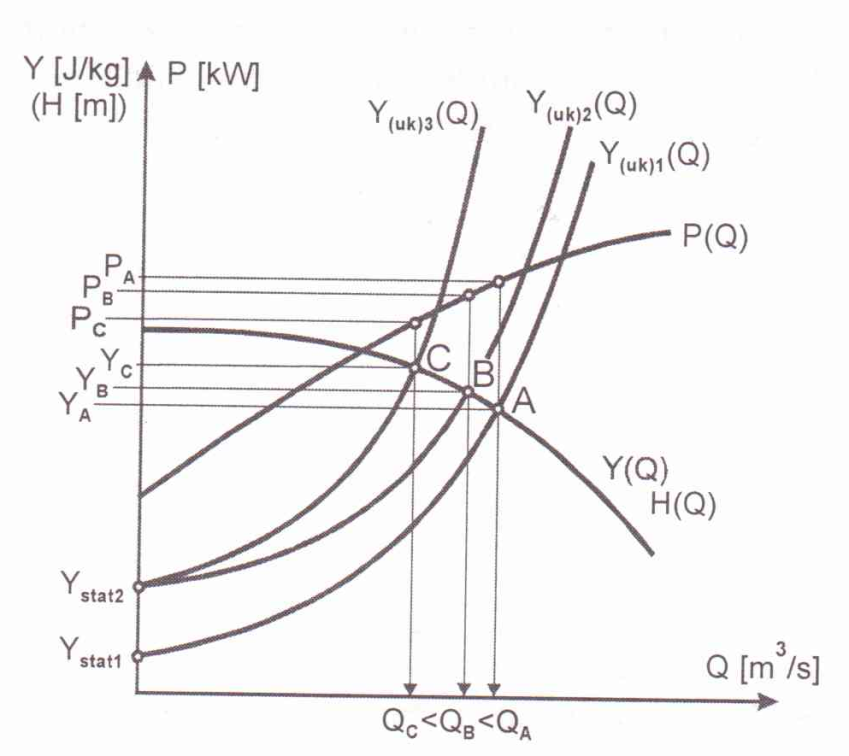 Y [J/kg] P [kW]
(H [m])
Y(uk)3(Q)
Y(uk)2(Q)
Y(uk)1(Q)
P(Q)
PA
PB
PC
YC
YB
YA
C
B
A
Y(Q)
H(Q)
Ystat2
Ystat1
Q [m³/s]
QC<QB<QA